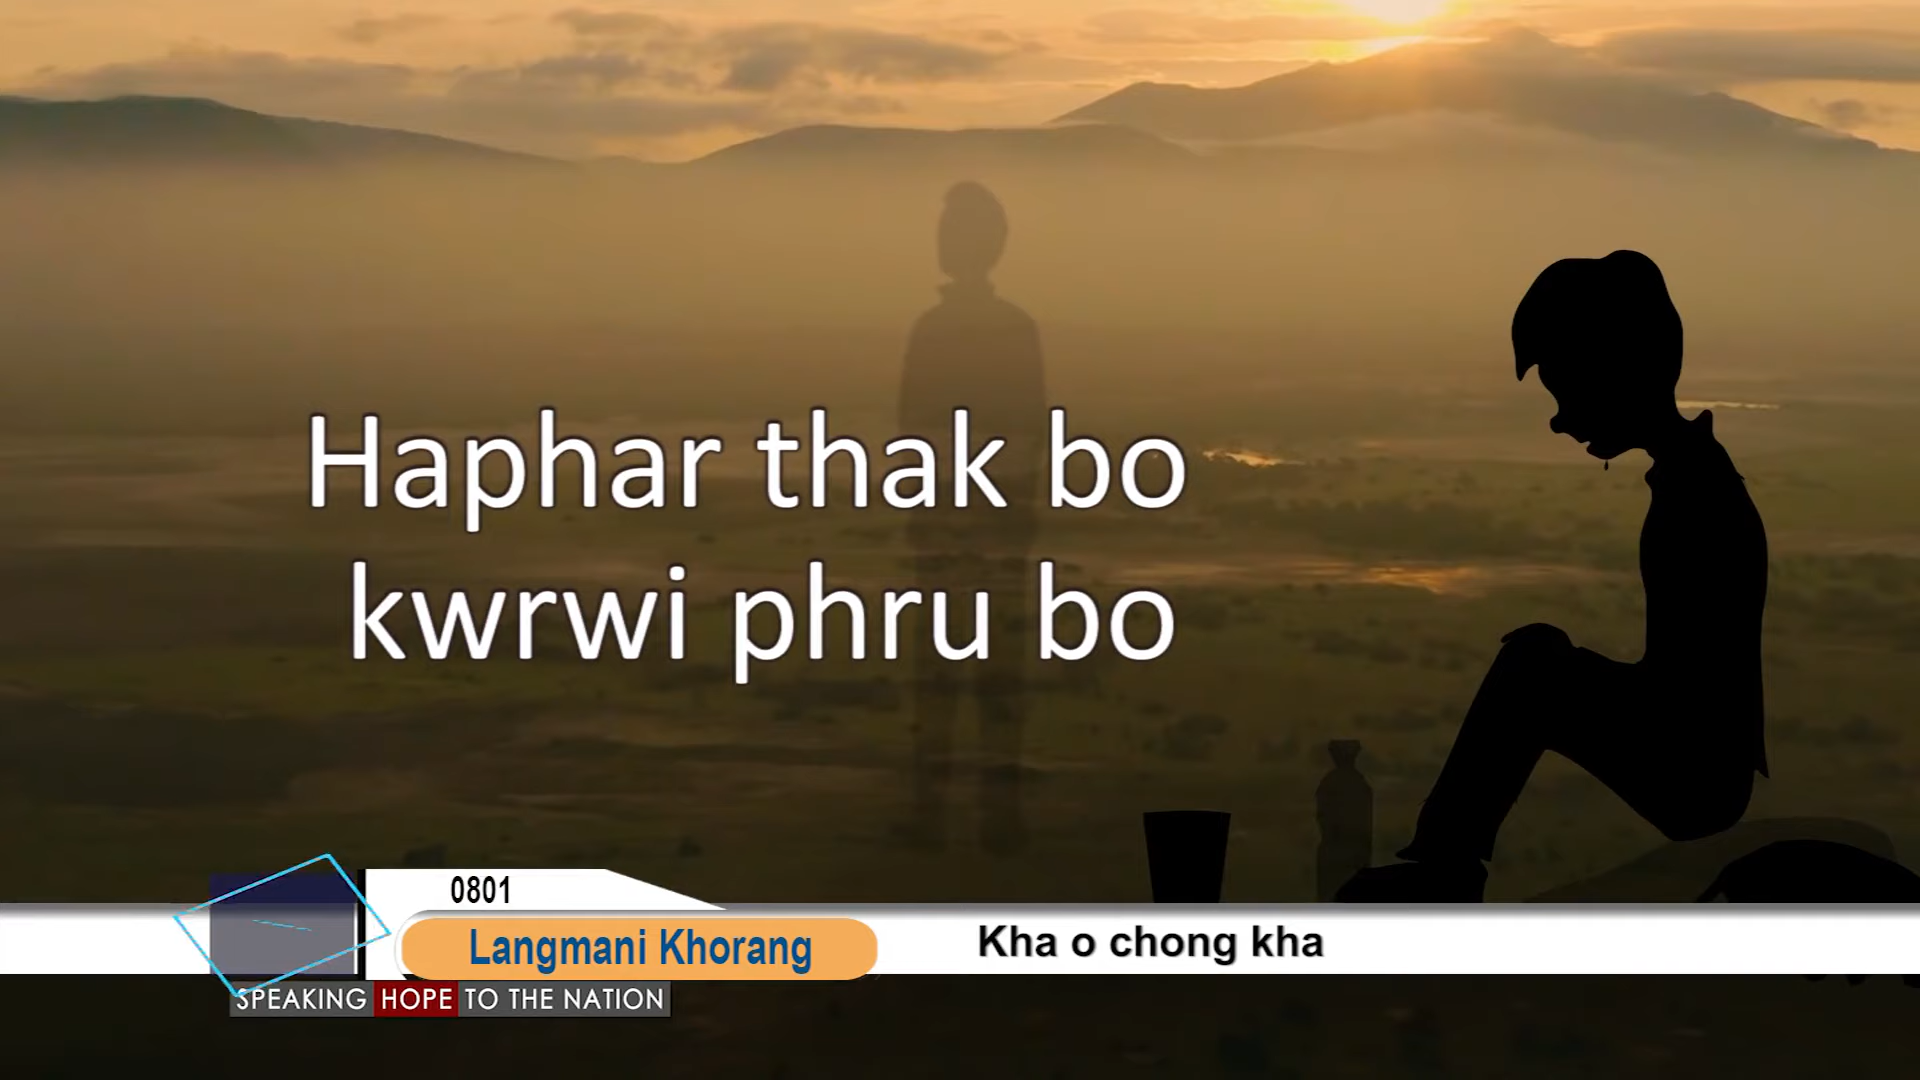 Haphar thak bo
kwrwi phru bo
0801
Langmani Khorang
Kha o chong kha
SPEAKING HOPE TO THE NATION